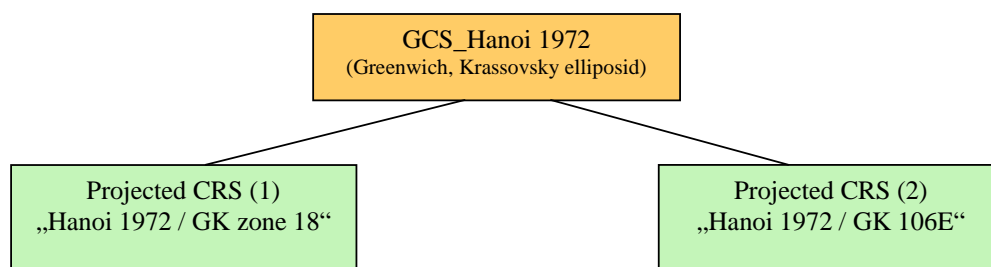 GCS_Hanoi 1972
(Greenwich, Krassovsky elliposid)
Projected CRS (1)
„Hanoi 1972 / GK zone 18“
Projected CRS (2)
„Hanoi 1972 / GK 106E“